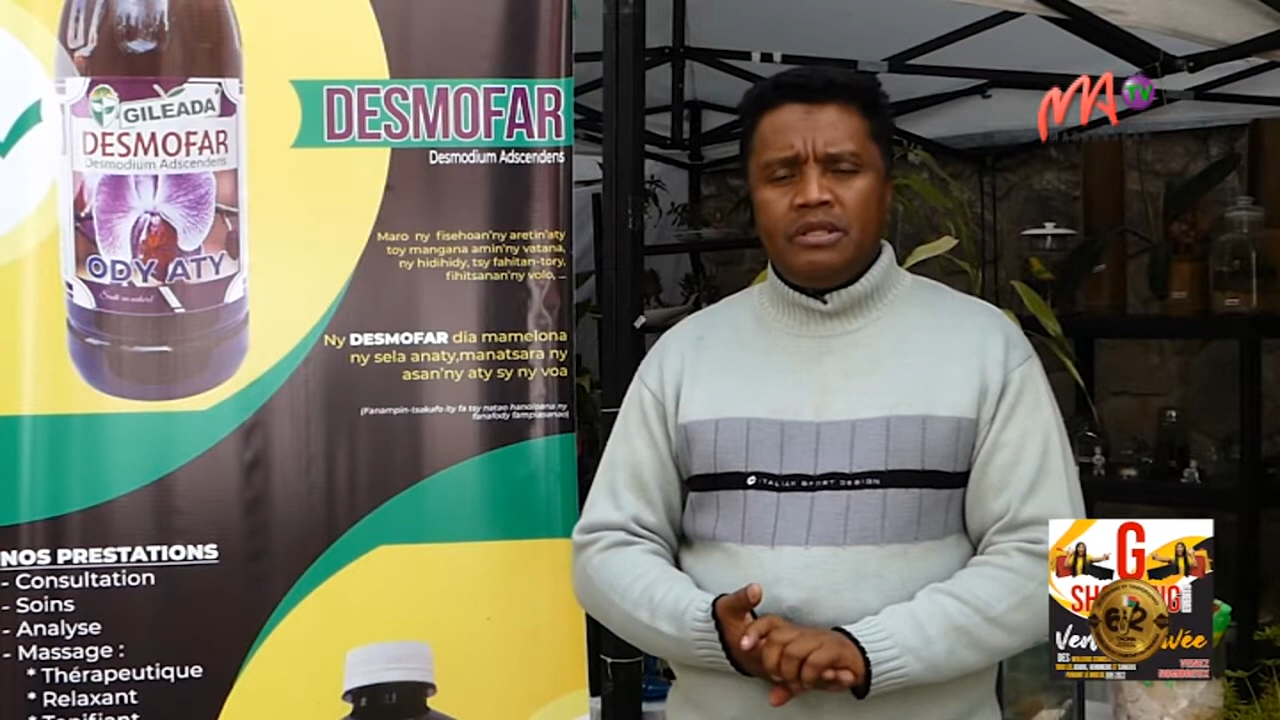 GILEADA
DESMOFAR
Desmodium Adscendens
ODY ATY
DESMOFAR
Desmodium Adscendens
Maro ny fisehoan'ny aretin'aty
toy mangana amin'ny vatana,
ny hidihidy, tsy fahitan-tory,
fihitsanan'ny volo, ...
Ny DESMOFAR dia mamelona
ny sela anaty,manatsara ny
asan'ny aty sy ny voa
NOS PRESTATIONS
- Consultation
- Soins
- Analyse
- Massage :
* Thérapeutique
* Relaxant
* Tonifiant
MA TV
ITALIAN SPORT DESIGN
G
62